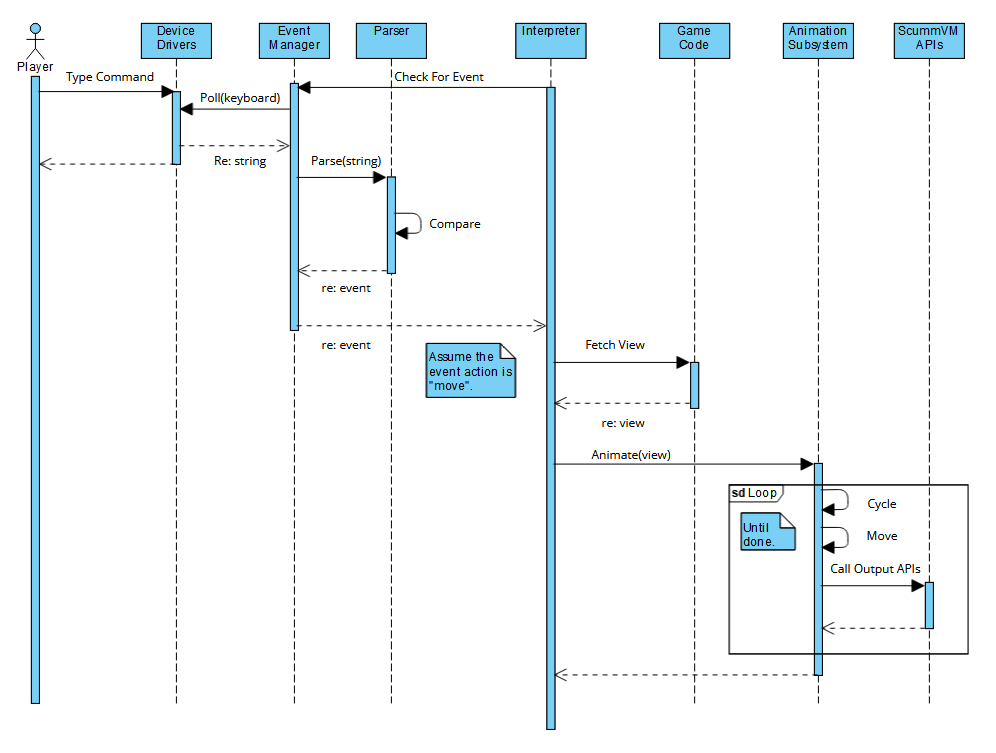 Device
Drivers
Event
Manager
Parser
Interpreter
Game
Code
Animation
Subsystem
ScummVM
APIs
Player
Type Command
Check For Event
Poll(keyboard)
Re: string
Parse(string)
Compare
re: event
re: event
Assume the
event action is
"move".
Fetch View
re: view
Animate(view)
sd Loop
Until
done.
Cycle
Move
Call Output APIs